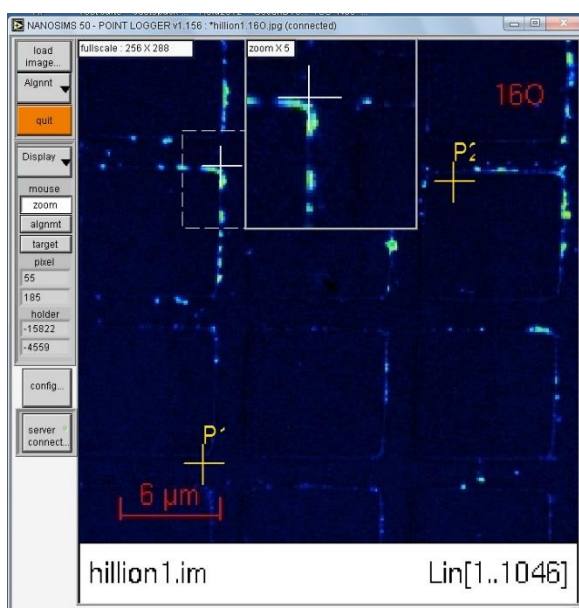 NANOSIMS 50 - POINT LOGGER v1.156 : *hillion1.16O.jpg (connected)
load
image...
Algnnt
quit
Display
mouse
zoom
algnmt
target
pixel
55
185
holder
-15822
-4559
config...
server
connect...
fullscale : 256 X 288
zoom X 5
16O
P2
P1
6 µm
hillion1.im
Lin[1..1046]